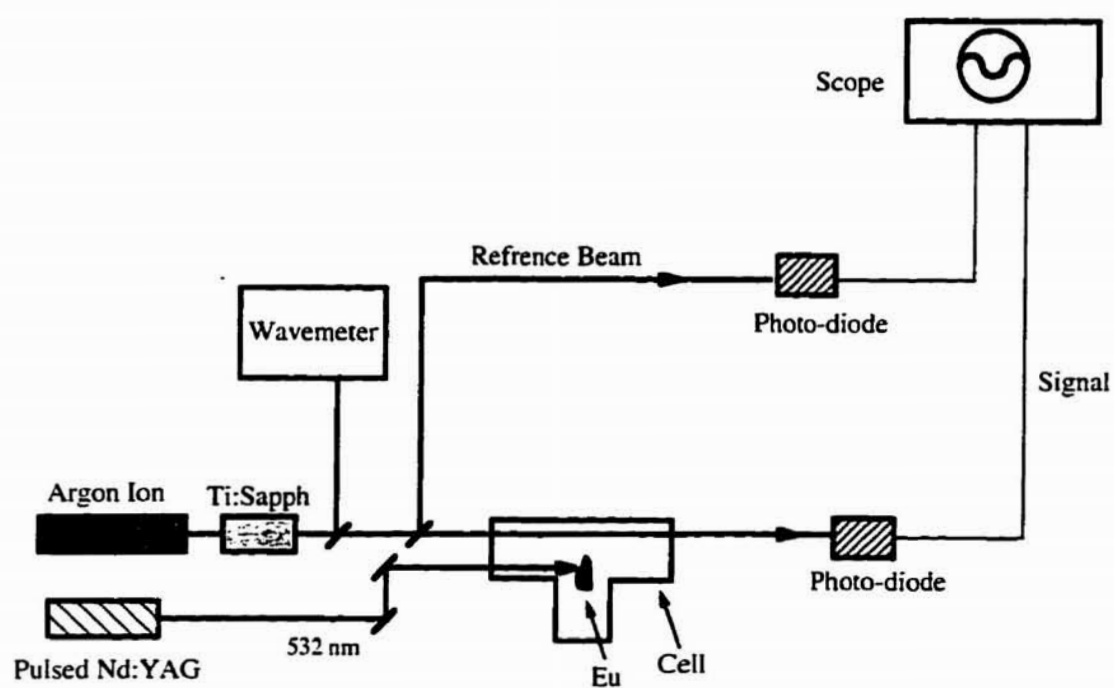 Scope
Refrence Beam
Wavemeter
Photo-diode
Signal
Argon Ion
Ti:Sapph
Photo-diode
532 nm
Pulsed Nd:YAG
Eu
Cell